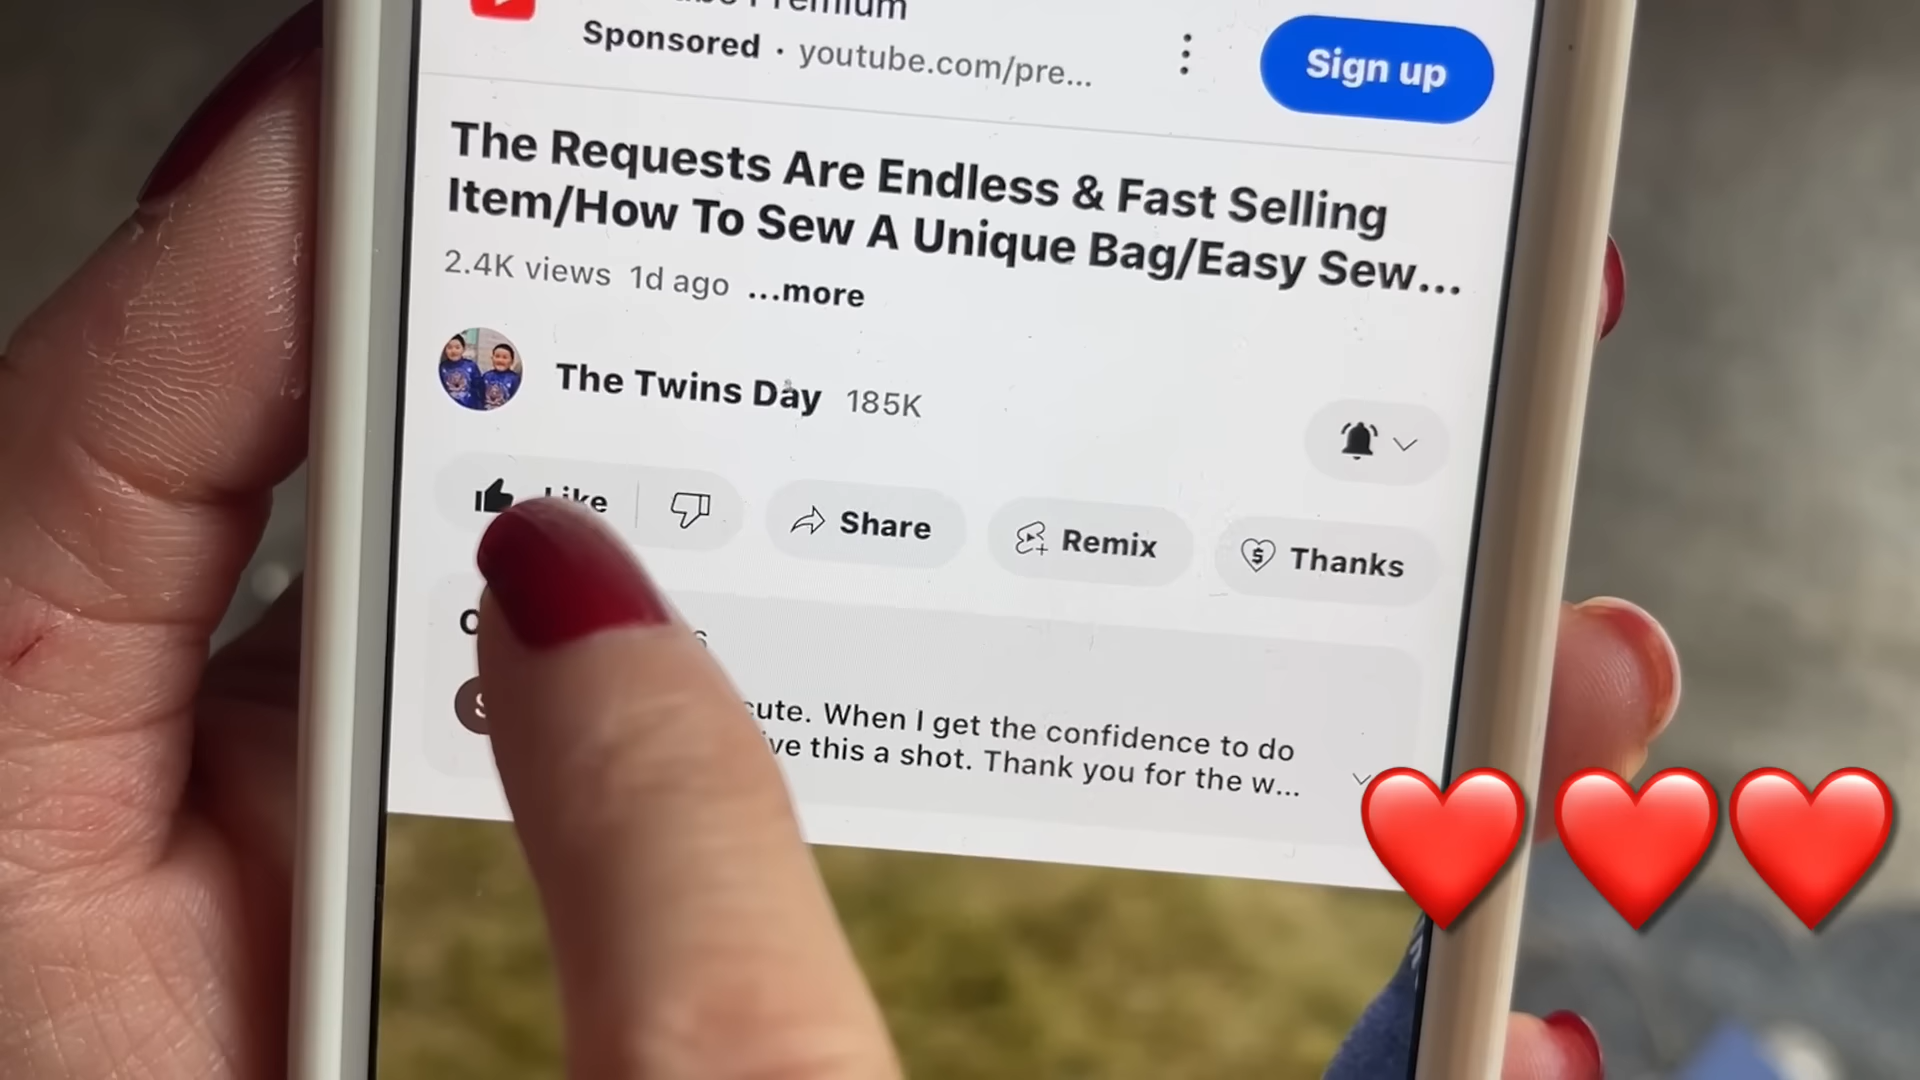 Premium
Sponsored · youtube.com/pre...
Sign up
The Requests Are Endless & Fast Selling
Item/How To Sew A Unique Bag/Easy Sew...
2.4K views 1d ago ...more
The Twins Day 185K
Like
Share
Remix
Thanks
cute. When I get the confidence to do
this a shot. Thank you for the w...